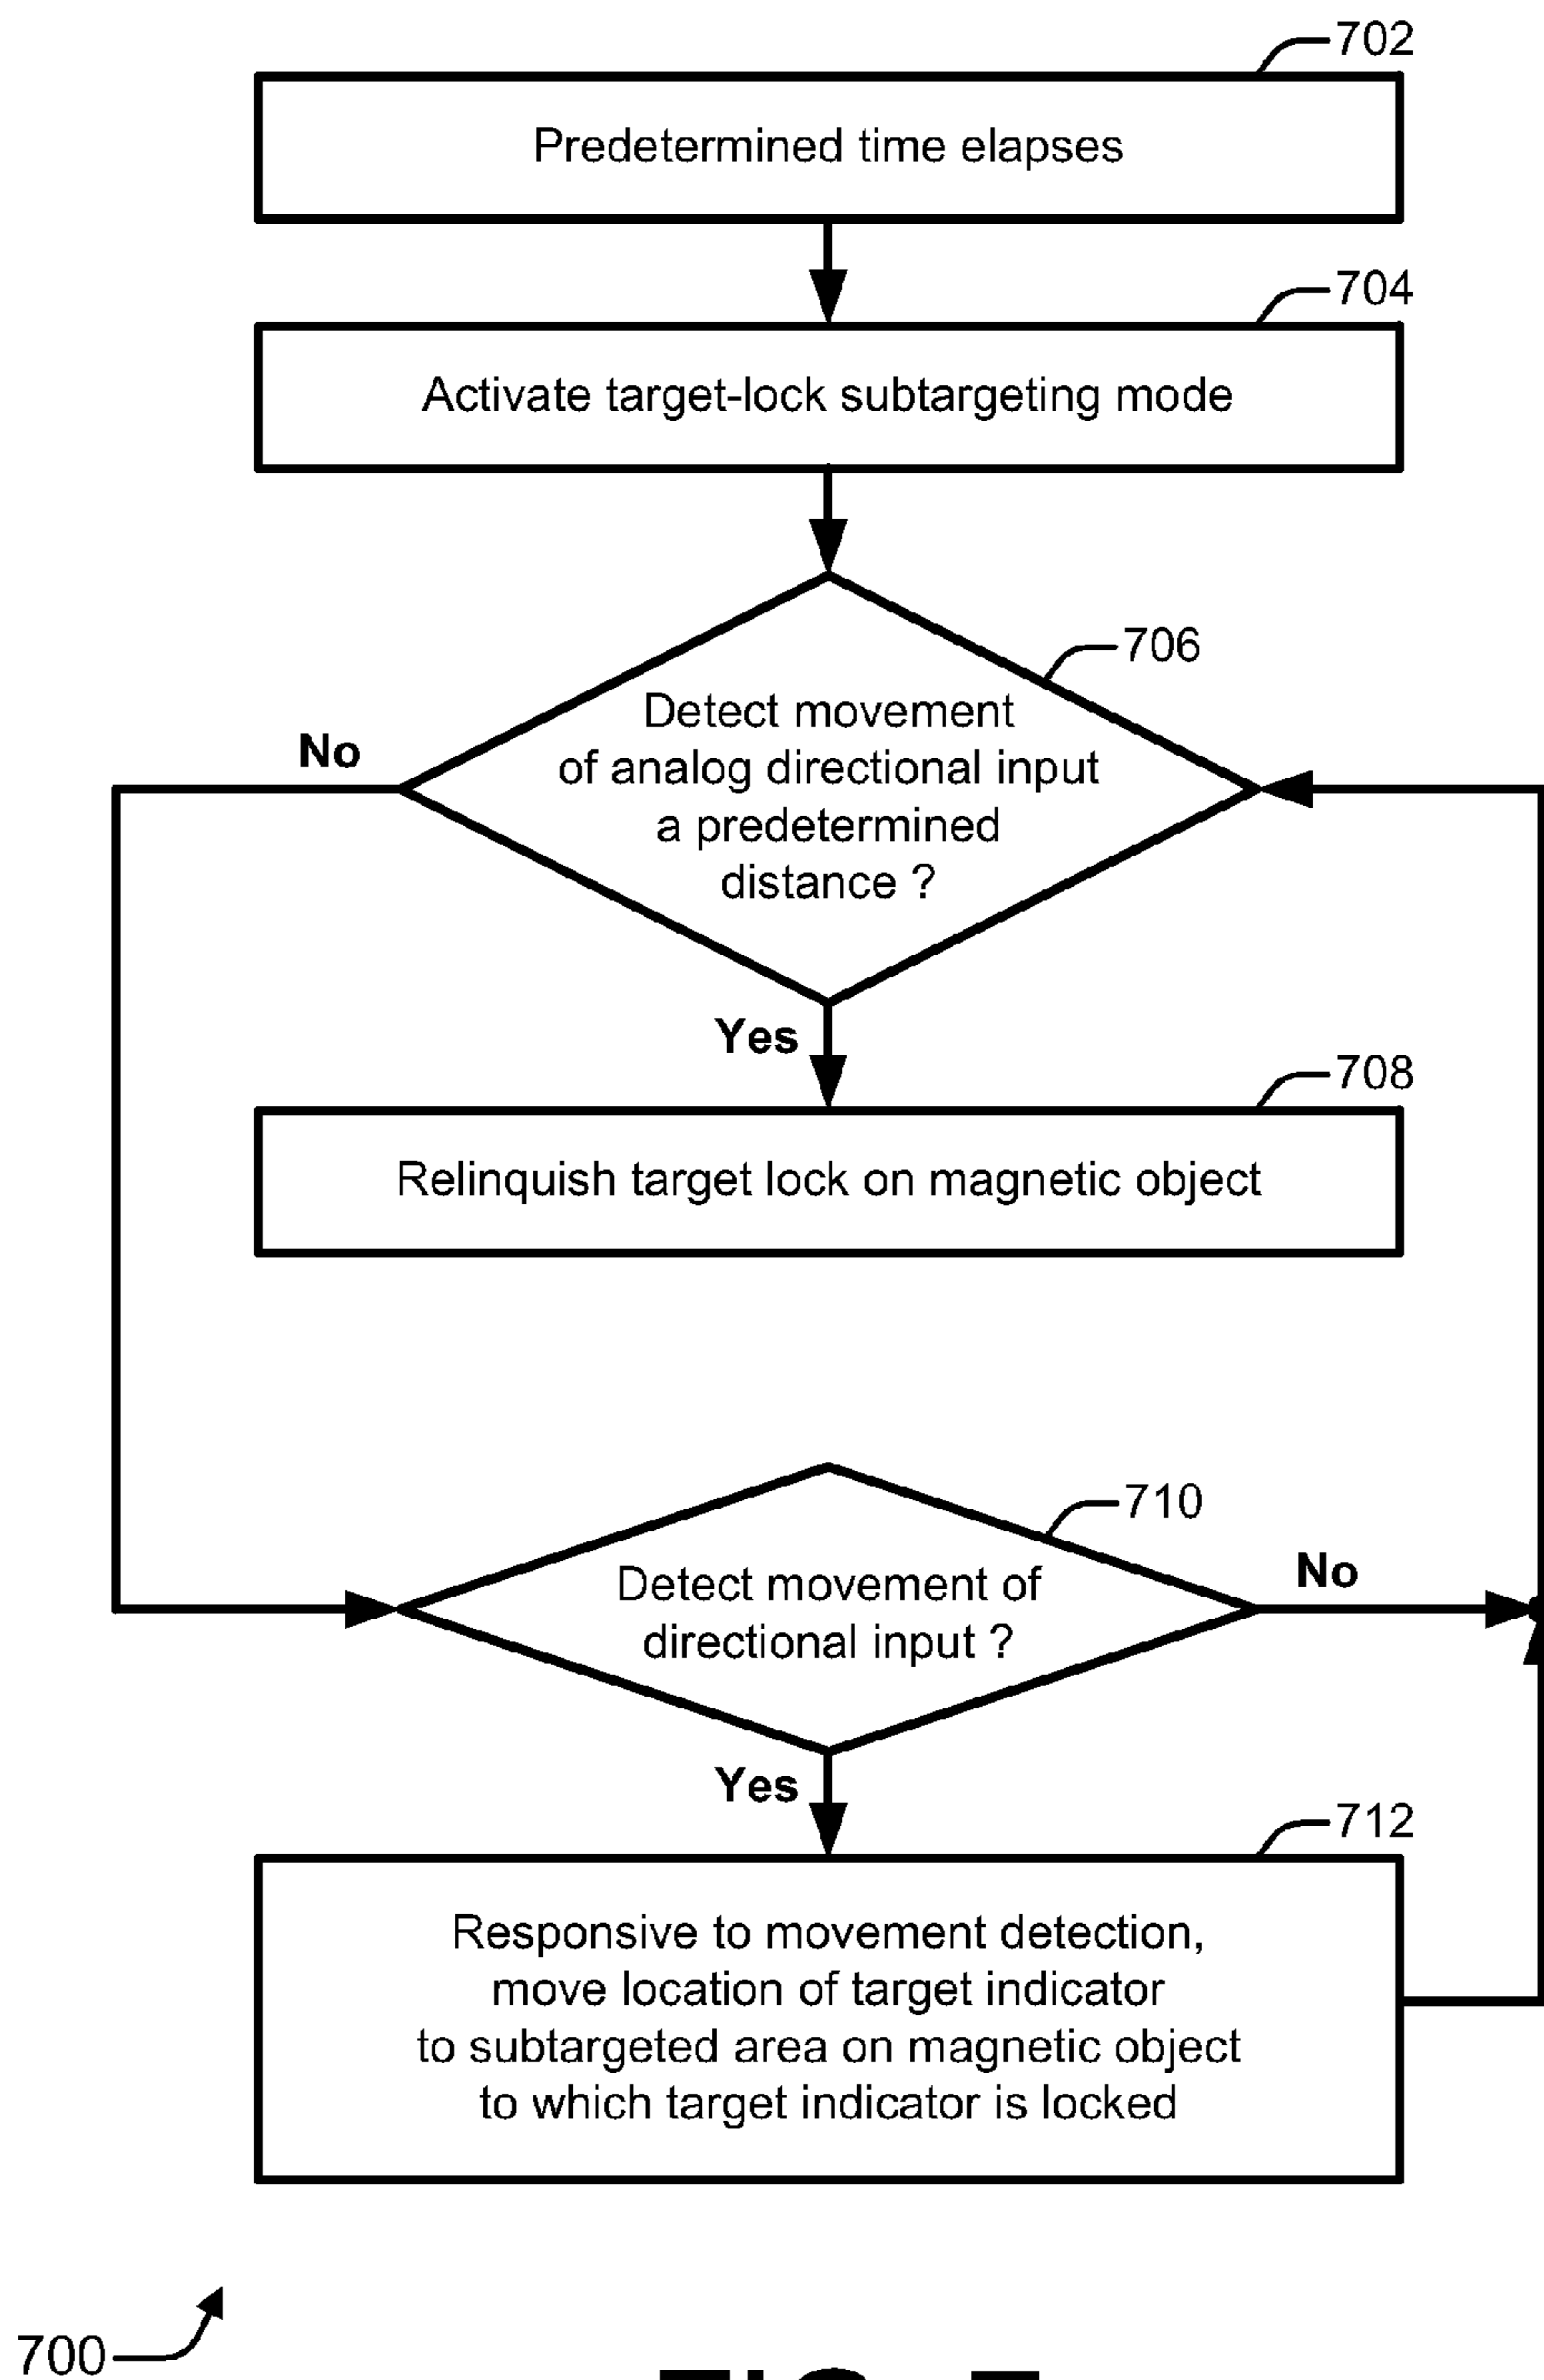 702
Predetermined time elapses
704
Activate target-lock subtargeting mode
706
Detect movement
of analog directional input
a predetermined
distance ?
No
Yes
708
Relinquish target lock on magnetic object
710
Detect movement of
directional input ?
No
Yes
712
Responsive to movement detection,
move location of target indicator
to subtargeted area on magnetic object
to which target indicator is locked
700